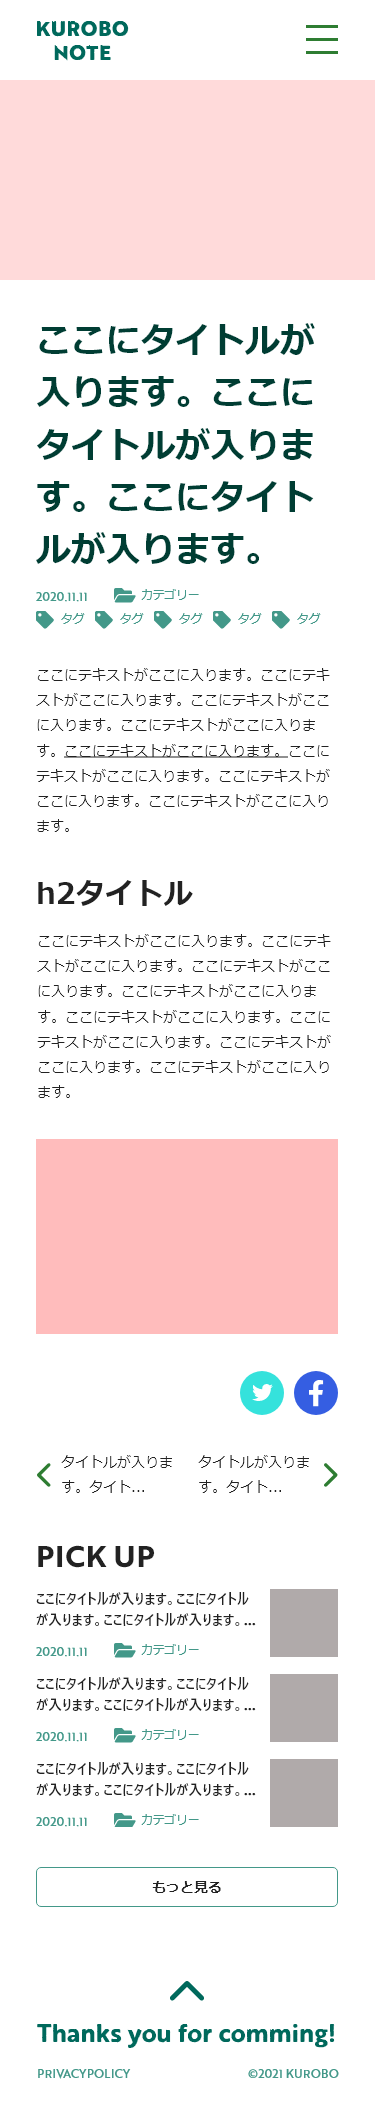 KUROBO
NOTE
ここにタイトルが
入ります。ここに
タイトルが入りま
す。ここにタイト
ルが入ります。
2020.11.11 カテゴリー
タグ タグ タグ タグ タグ
ここにテキストがここに入ります。ここにテキ
ストがここに入ります。ここにテキストがここ
に入ります。ここにテキストがここに入りま
す。ここにテキストがここに入ります。ここに
テキストがここに入ります。ここにテキストが
ここに入ります。ここにテキストがここに入り
ます。
h2タイトル
ここにテキストがここに入ります。ここにテキ
ストがここに入ります。ここにテキストがここ
に入ります。ここにテキストがここに入りま
す。ここにテキストがここに入ります。ここに
テキストがここに入ります。ここにテキストが
ここに入ります。ここにテキストがここに入り
ます。
タイトルが入りま
す。タイト...
タイトルが入りま
す。タイト...
PICK UP
ここにタイトルが入ります。ここにタイトル
が入ります。ここにタイトルが入ります。...
2020.11.11 カテゴリー
ここにタイトルが入ります。ここにタイトル
が入ります。ここにタイトルが入ります。...
2020.11.11 カテゴリー
ここにタイトルが入ります。ここにタイトル
が入ります。ここにタイトルが入ります。...
2020.11.11 カテゴリー
もっと見る
Thanks you for comming!
PRIVACYPOLICY ©2021 KUROBO